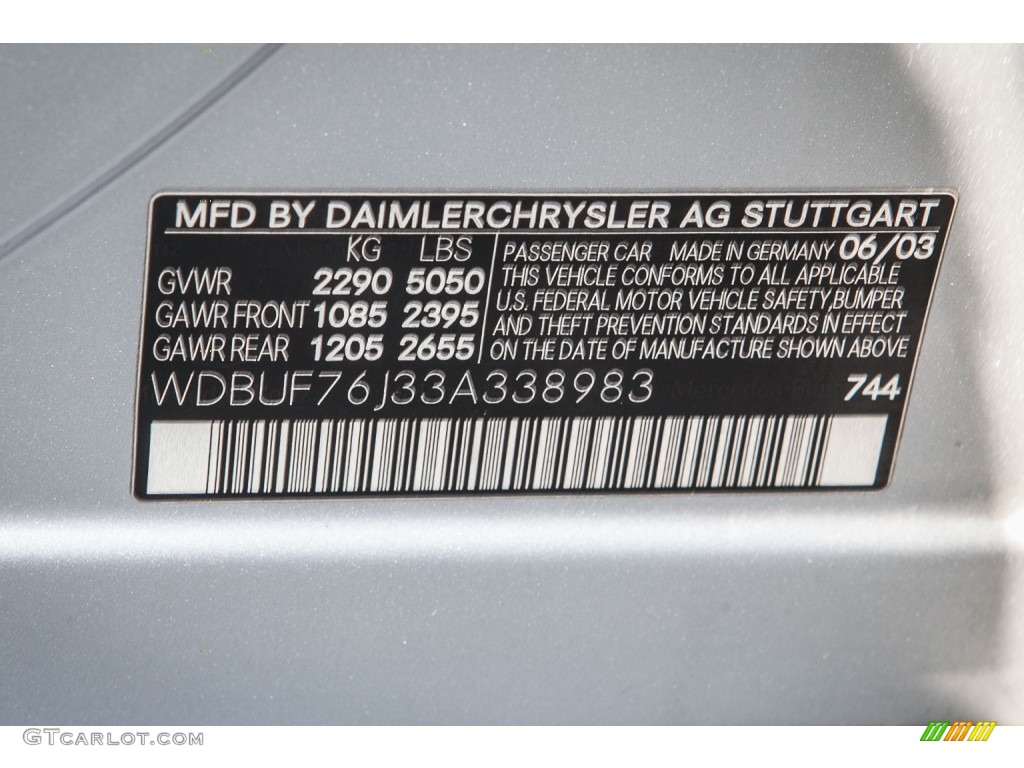 MFD BY DAIMLERCHRYSLER AG STUTTGART
KG LBS
GVWR 2290 5050
GAWR FRONT 1085 2395
GAWR REAR 1205 2655
PASSENGER CAR MADE IN GERMANY 06/03
THIS VEHICLE CONFORMS TO ALL APPLICABLE
U.S. FEDERAL MOTOR VEHICLE SAFETY, BUMPER
AND THEFT PREVENTION STANDARDS IN EFFECT
ON THE DATE OF MANUFACTURE SHOWN ABOVE
WDBUF76J33A338983 744
GTCARLOT.COM